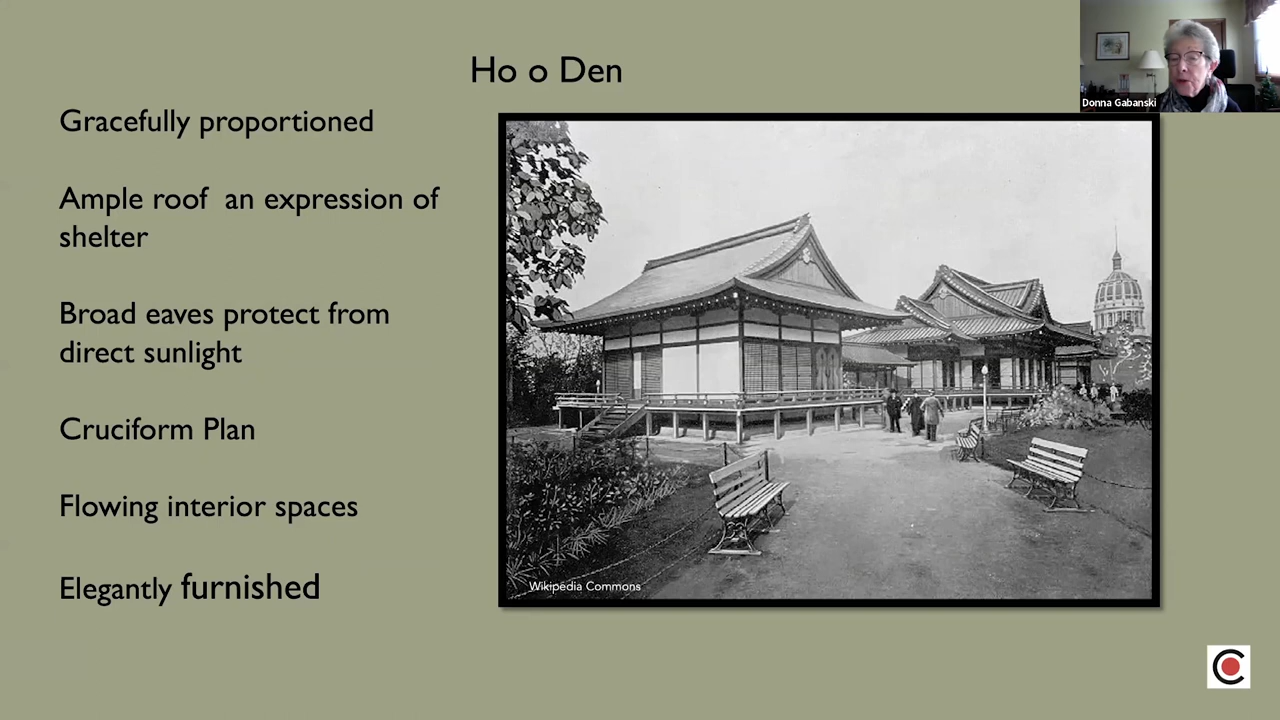 Ho o Den
Donna Gabanski
Gracefully proportioned
Ample roof an expression of
shelter
Broad eaves protect from
direct sunlight
Cruciform Plan
Flowing interior spaces
Elegantly furnished
Wikipedia Commons